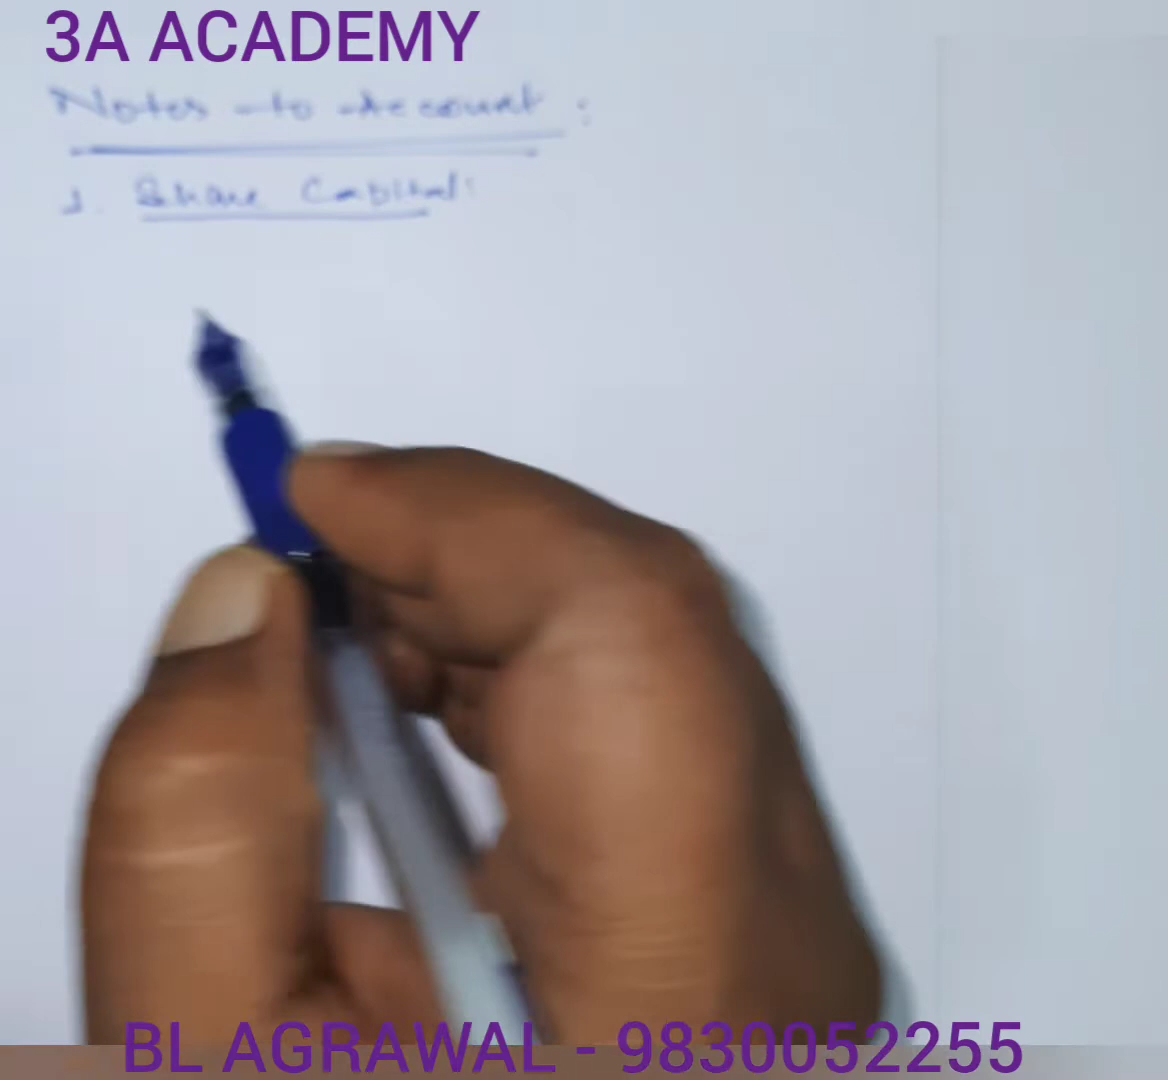 3A ACADEMY
Notes to Account :
1. Share Capital:
BL AGRAWAL - 9830052255